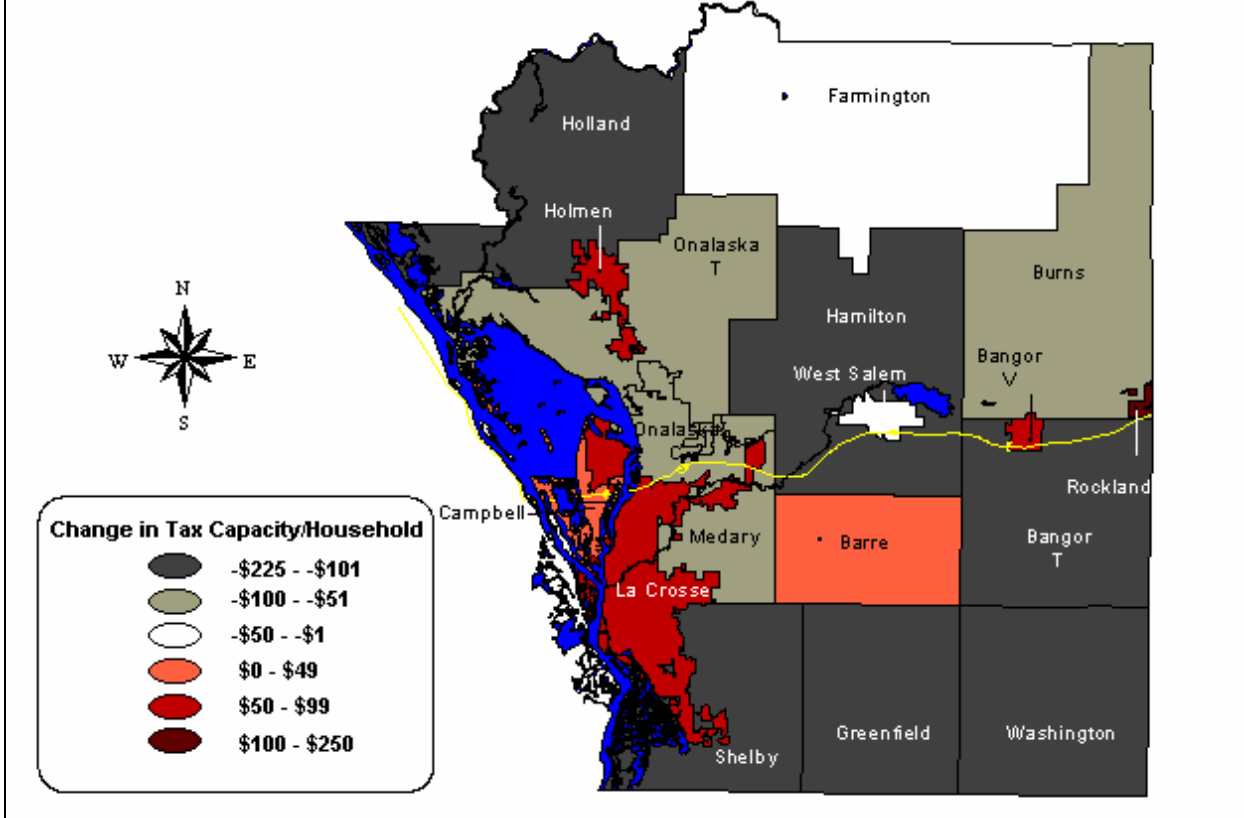 Farmington
Holland
Holmen
Onalaska
T
Burns
N
Hamilton
W
E
Bangor
V
West Salem
S
Onalaska
Rockland
Campbell
Medary
Barre
Bangor
T
La Crosse
Greenfield
Washington
Shelby
Change in Tax Capacity/Household
-$225 - -$101
-$100 - -$51
-$50 - -$1
$0 - $49
$50 - $99
$100 - $250